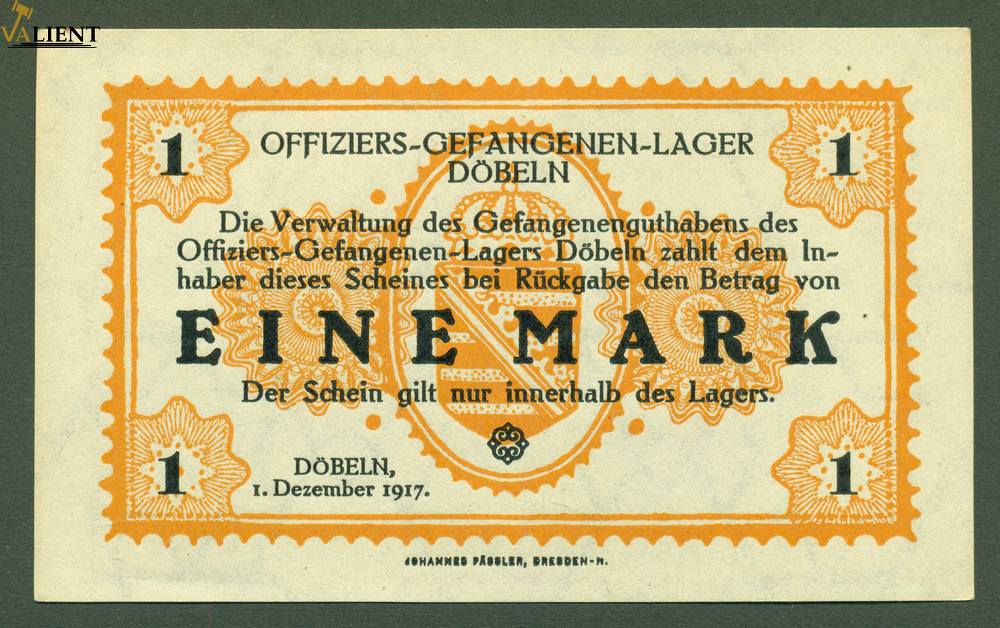 VALIENT
1
1
OFFIZIERS-GEFANGENEN-LAGER
DÖBELN
Die Verwaltung des Gefangenenguthabens des
Offiziers-Gefangenen-Lagers Döbeln zahlt dem In-
haber dieses Scheines bei Rückgabe den Betrag von
EINE MARK
Der Schein gilt nur innerhalb des Lagers.
DÖBELN,
1. Dezember 1917.
1
1
JOHANNES PÄSSLER, DRESDEN-N.